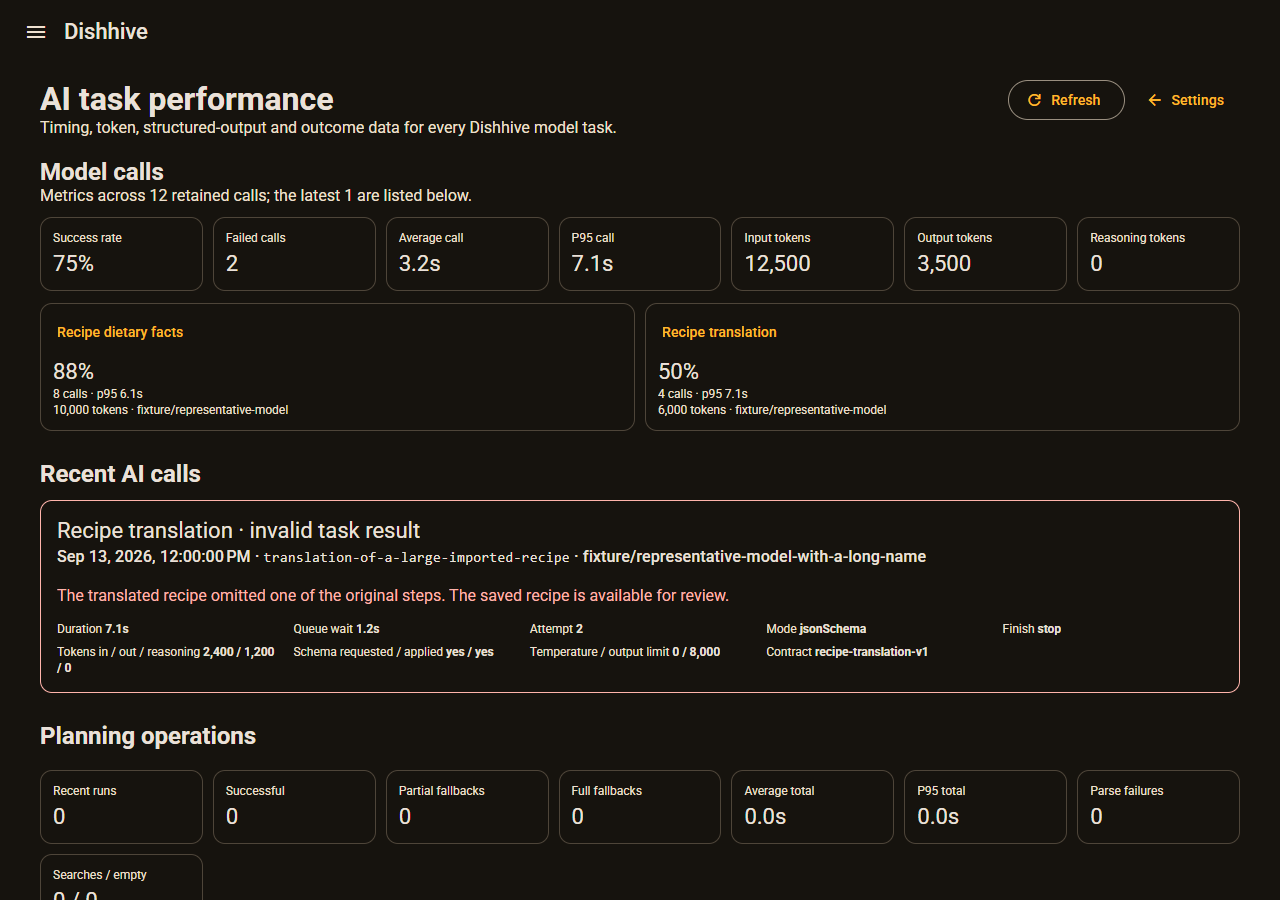 Dishhive
AI task performance
Refresh
Settings
Timing, token, structured-output and outcome data for every Dishhive model task.
Model calls
Metrics across 12 retained calls; the latest 1 are listed below.
Success rate
75%
Failed calls
2
Average call
3.2s
P95 call
7.1s
Input tokens
12,500
Output tokens
3,500
Reasoning tokens
0
Recipe dietary facts
88%
8 calls · p95 6.1s
10,000 tokens · fixture/representative-model
Recipe translation
50%
4 calls · p95 7.1s
6,000 tokens · fixture/representative-model
Recent AI calls
Recipe translation · invalid task result
Sep 13, 2026, 12:00:00 PM · translation-of-a-large-imported-recipe · fixture/representative-model-with-a-long-name
The translated recipe omitted one of the original steps. The saved recipe is available for review.
Duration 7.1s
Queue wait 1.2s
Attempt 2
Mode jsonSchema
Finish stop
Tokens in / out / reasoning 2,400 / 1,200
/ 0
Schema requested / applied yes / yes
Temperature / output limit 0 / 8,000
Contract recipe-translation-v1
Planning operations
Recent runs
0
Successful
0
Partial fallbacks
0
Full fallbacks
0
Average total
0.0s
P95 total
0.0s
Parse failures
0
Searches / empty
0 / 0